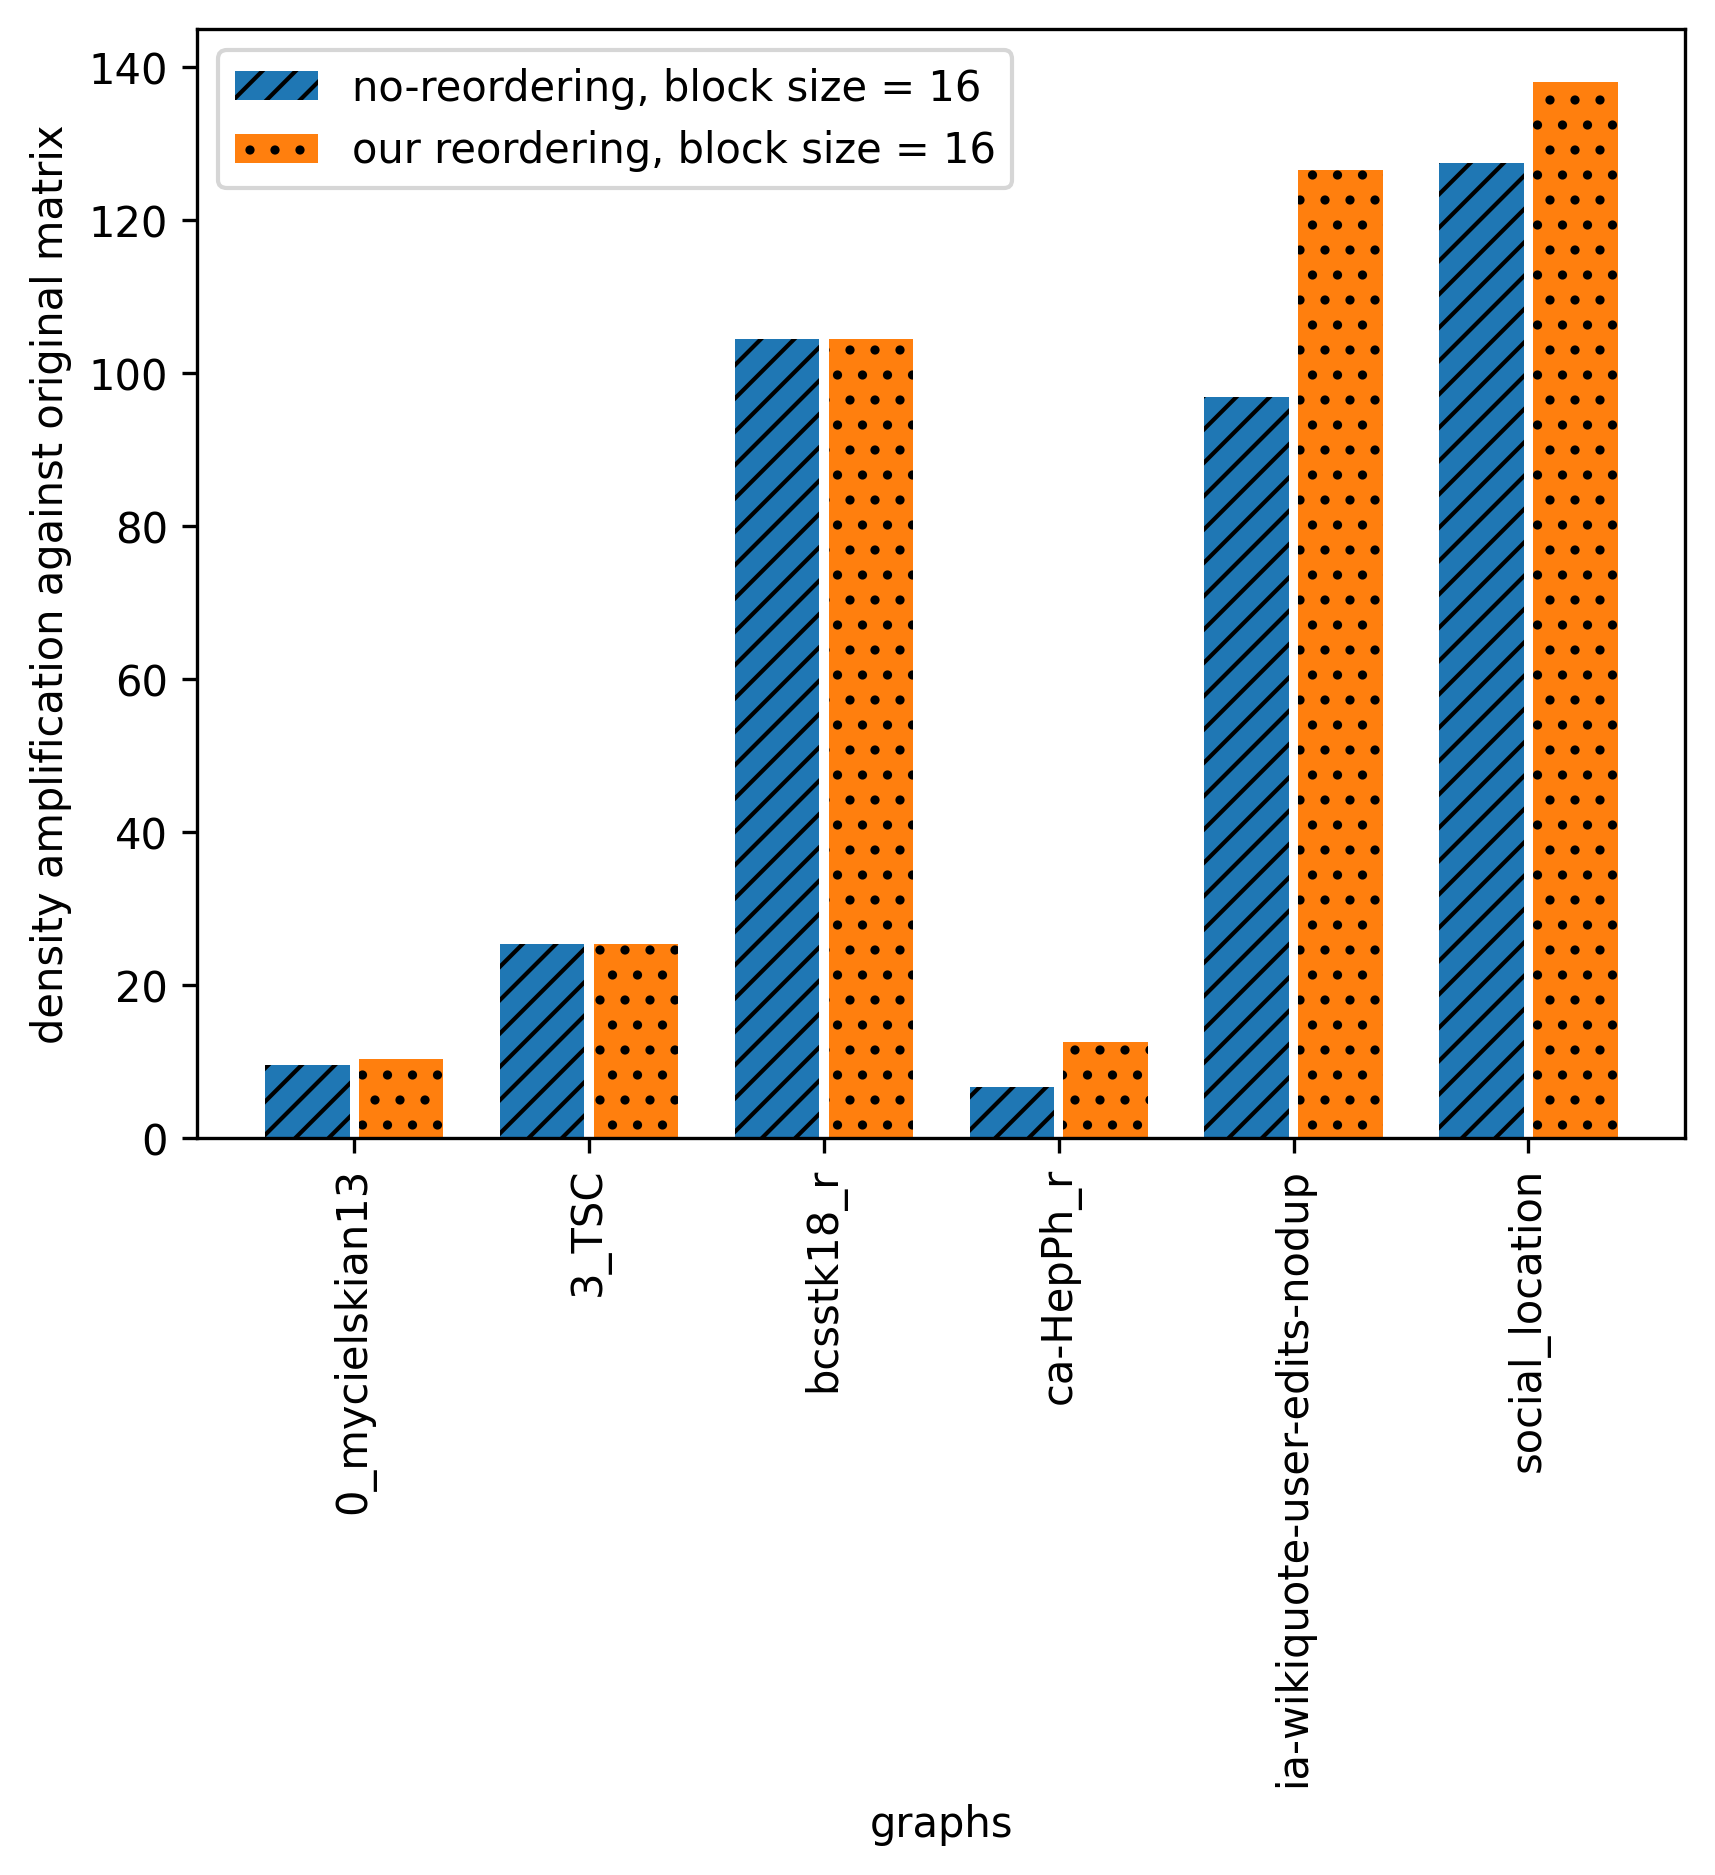 no-reordering, block size = 16
our reordering, block size = 16
density amplification against original matrix
140
120
100
80
60
40
20
0
0_mycielskian13
3_TSC
bcsstk18_r
ca-HepPh_r
ia-wikiquote-user-edits-nodup
social_location
graphs